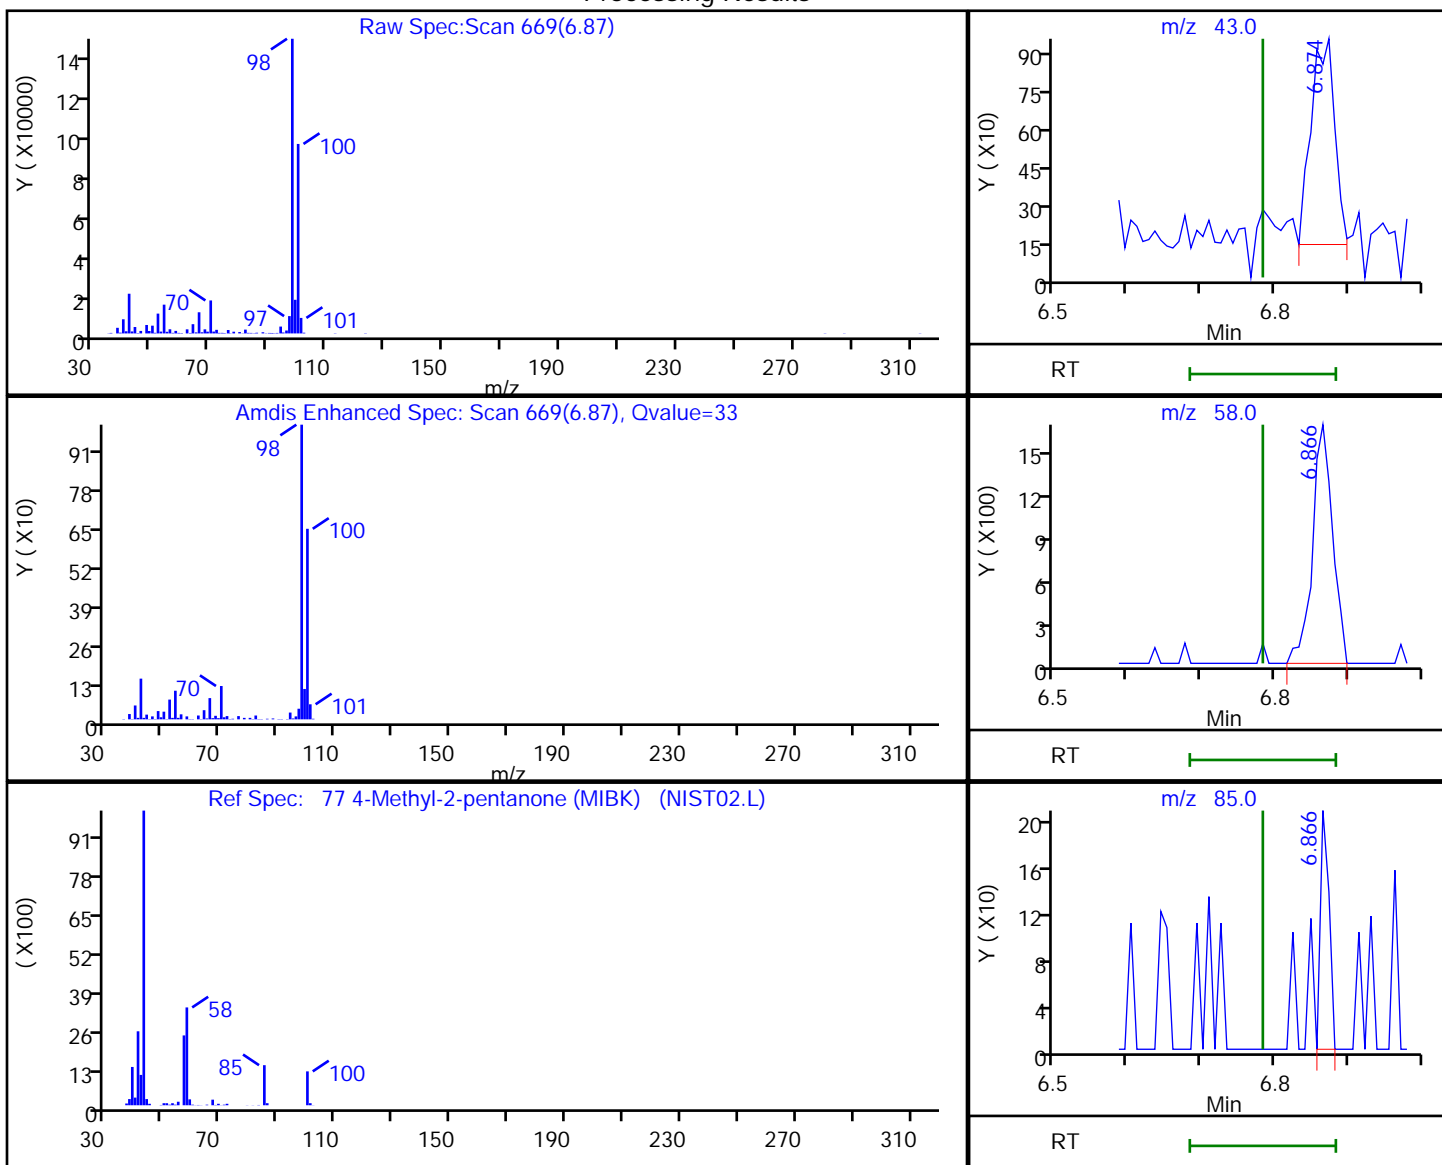 Processing Results
Raw Spec:Scan 669(6.87)
Y ( X10000)
14
12
10
8
6
4
2
0
98
100
70
97
101
30 70 110 150 190 230 270 310
m/z
m/z 43.0
Y ( X10)
90
75
60
45
30
15
0
6.874
6.5 6.8
Min
RT
Amdis Enhanced Spec: Scan 669(6.87), Qvalue=33
Y ( X10)
91
78
65
52
39
26
13
0
98
100
70
101
30 70 110 150 190 230 270 310
m/z
m/z 58.0
Y ( X100)
15
12
9
6
3
0
6.866
6.5 6.8
Min
RT
Ref Spec: 77 4-Methyl-2-pentanone (MIBK) (NIST02.L)
( X100)
91
78
65
52
39
26
13
0
58
85
100
30 70 110 150 190 230 270 310
m/z 85.0
Y ( X10)
20
16
12
8
4
0
6.866
6.5 6.8
Min
RT